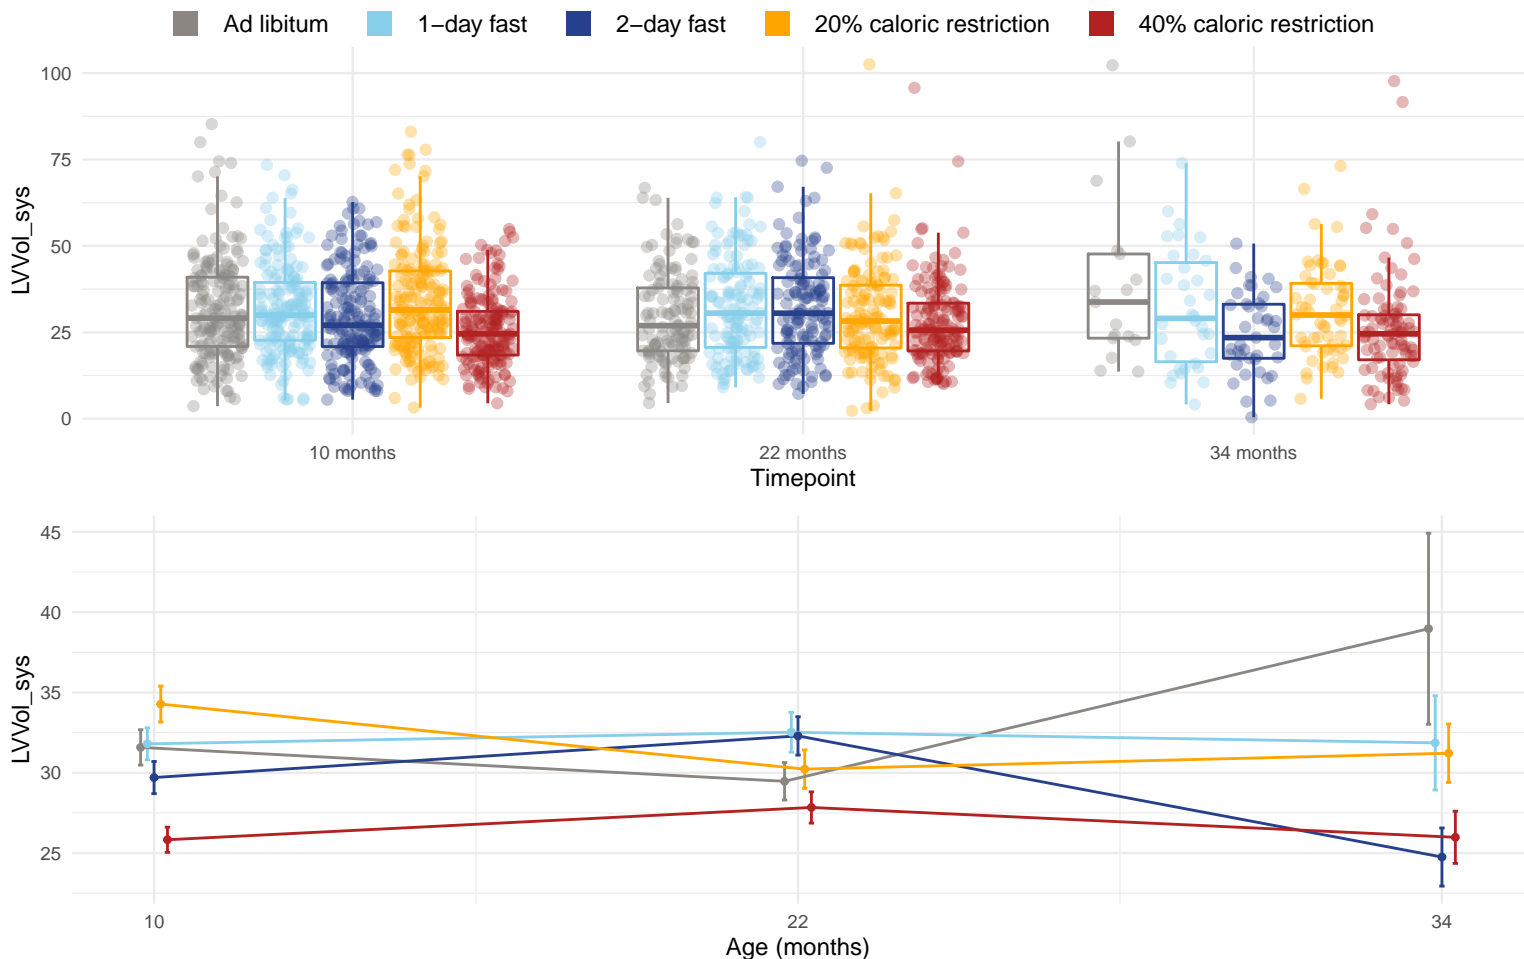 Ad libitum 1−day fast 2−day fast 20% caloric restriction 40% caloric restriction
100
75
50
25
0
LVVol_sys
10 months 22 months 34 months
Timepoint
45
40
35
30
25
LVVol_sys
10 22 34
Age (months)